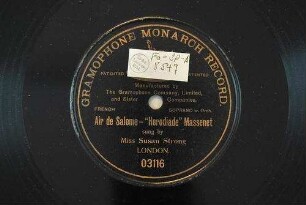 GRAMOPHONE MONARCH RECORD.
PATENTED
Manufactured by
The Gramophone Company, Limited,
and Sister Companies.
FRENCH
SOPRANO
Air de Salome - "Herodiade" Massenet
sung by
Miss Susan Strong
LONDON.
03116